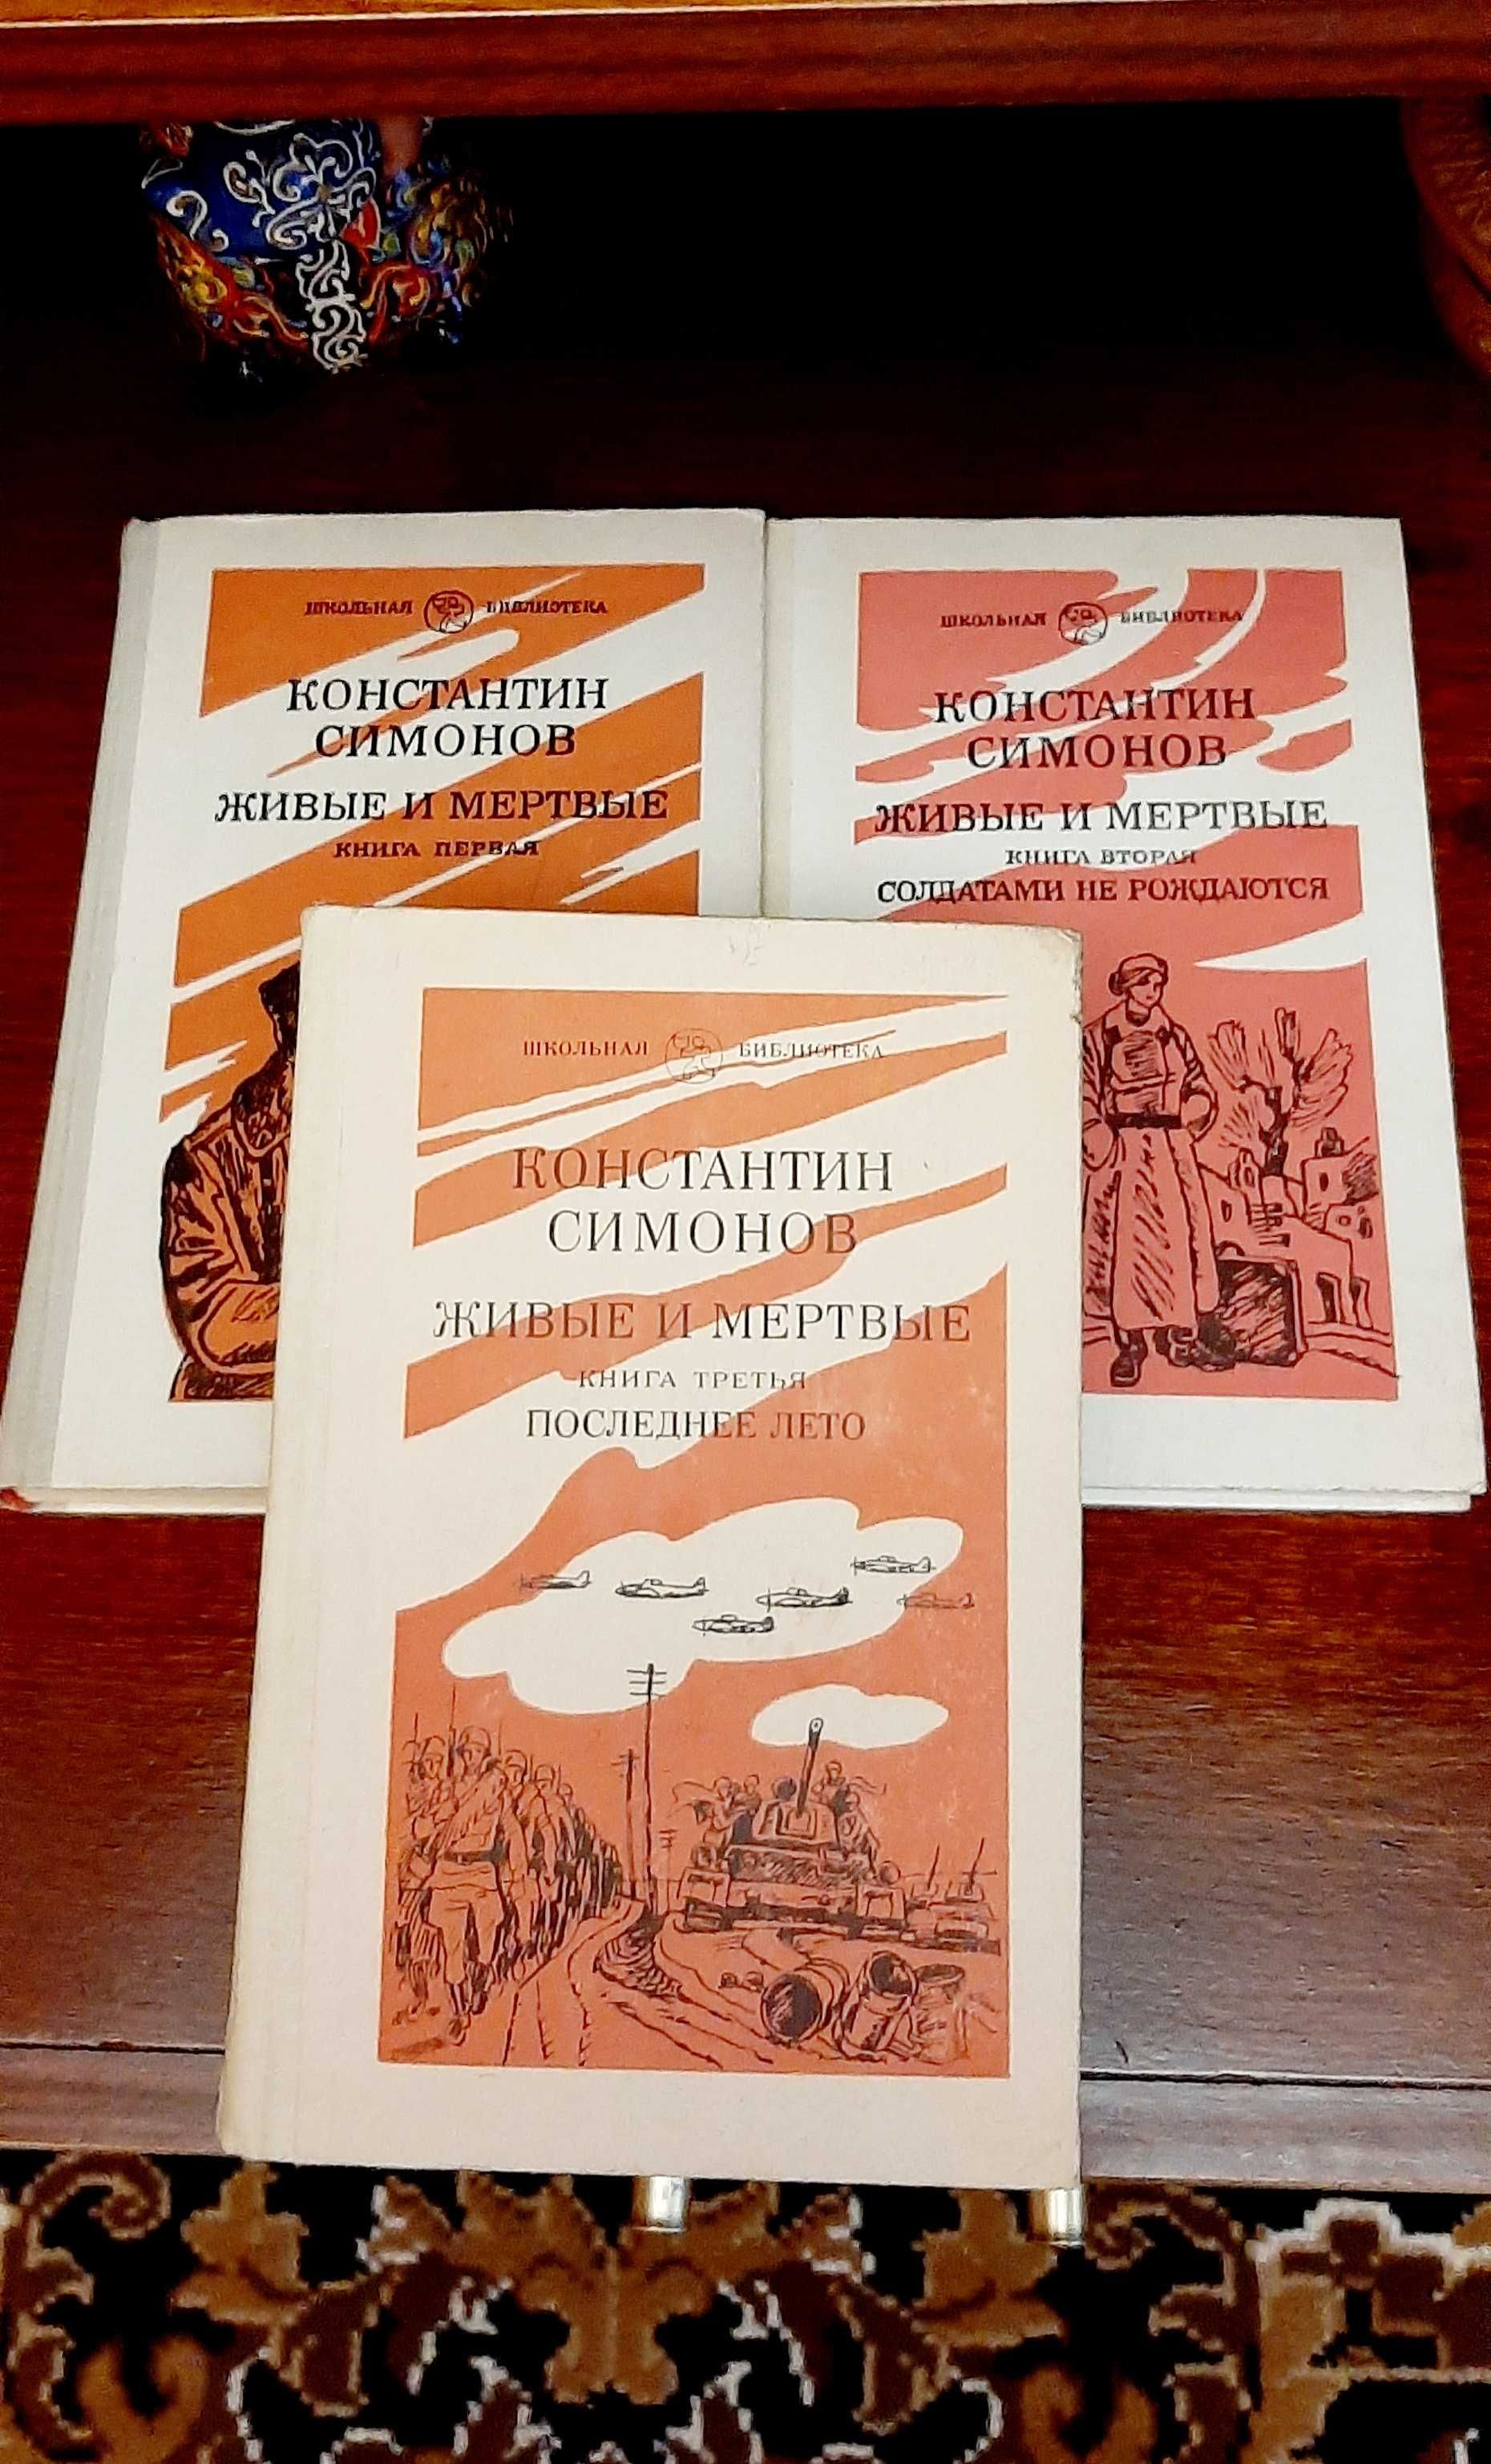 ШКОЛЬНАЯ БИБЛИОТЕКА
КОНСТАНТИН
СИМОНОВ
ЖИВЫЕ И МЕРТВЫЕ
КНИГА ПЕРВАЯ
ШКОЛЬНАЯ БИБЛИОТЕКА
КОНСТАНТИН
СИМОНОВ
ЖИВЫЕ И МЕРТВЫЕ
КНИГА ВТОРАЯ
СОЛДАТАМИ НЕ РОЖДАЮТСЯ
ШКОЛЬНАЯ БИБЛИОТЕКА
КОНСТАНТИН
СИМОНОВ
ЖИВЫЕ И МЕРТВЫЕ
КНИГА ТРЕТЬЯ
ПОСЛЕДНЕЕ ЛЕТО